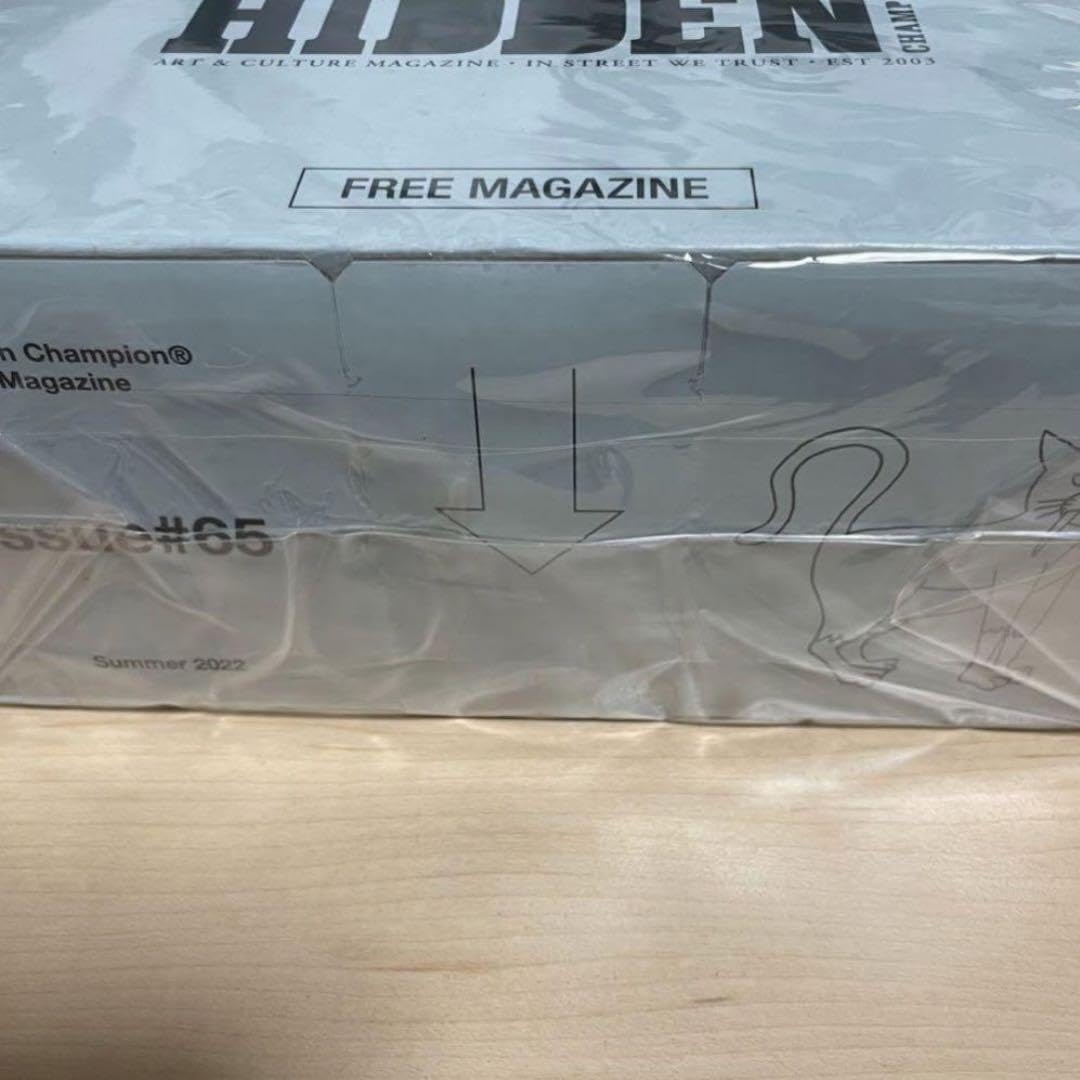 HIDDEN
CHAMP
ART & CULTURE MAGAZINE · IN STREET WE TRUST · EST 2003
FREE MAGAZINE
n Champion®
Magazine
ssue#65
Summer 2022